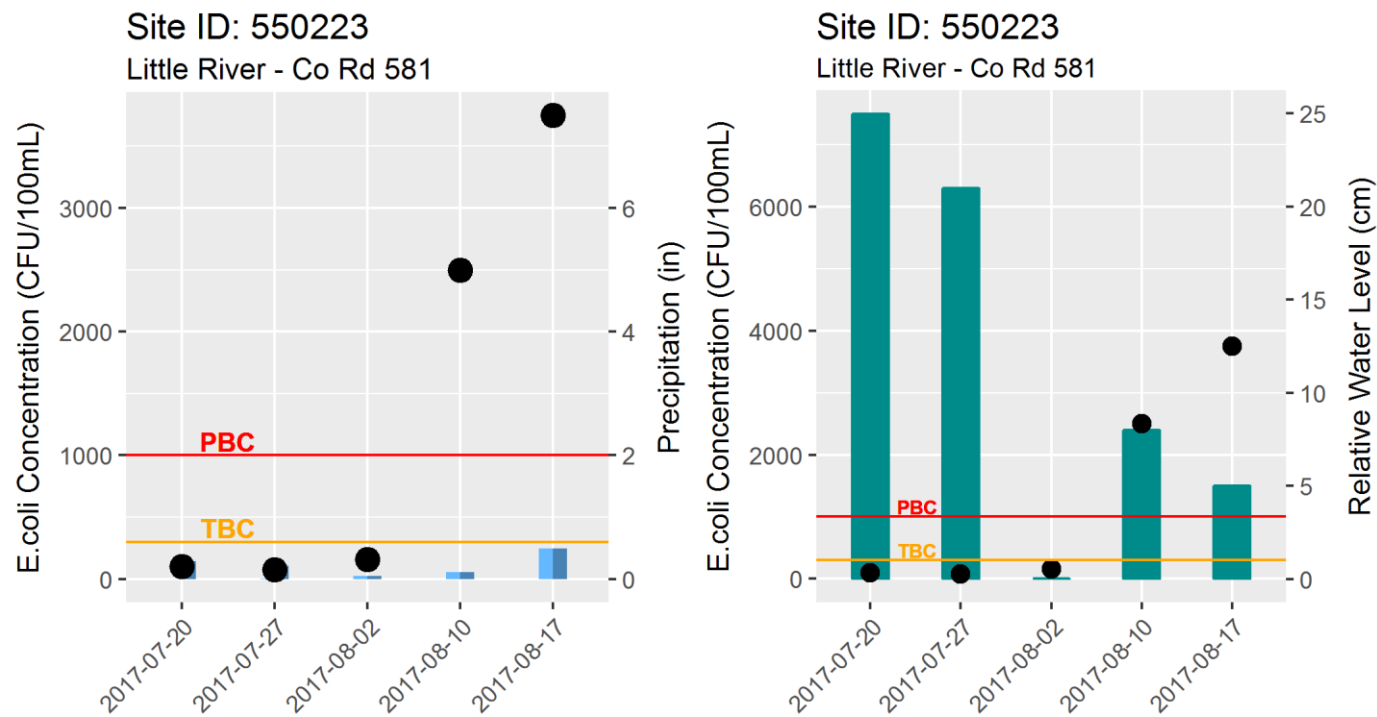 Site ID: 550223
Little River - Co Rd 581
E.coli Concentration (CFU/100mL)
3000
2000
1000
0
PBC
TBC
6
4
2
0
Precipitation (in)
2017-07-20
2017-07-27
2017-08-02
2017-08-10
2017-08-17
Site ID: 550223
Little River - Co Rd 581
E.coli Concentration (CFU/100mL)
6000
4000
2000
0
PBC
TBC
25
20
15
10
5
0
Relative Water Level (cm)
2017-07-20
2017-07-27
2017-08-02
2017-08-10
2017-08-17